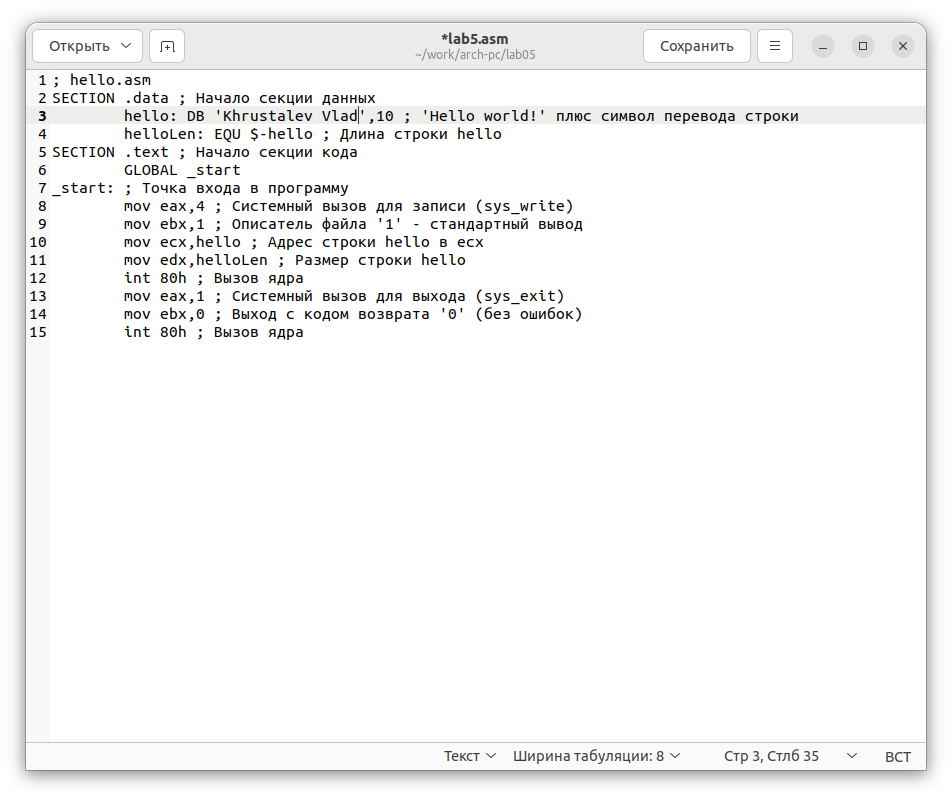 Открыть
*lab5.asm
~/work/arch-pc/lab05
Сохранить
1 ; hello.asm
2 SECTION .data ; Начало секции данных
3         hello: DB 'Khrustalev Vlad',10 ; 'Hello world!' плюс символ перевода строки
4         helloLen: EQU $-hello ; Длина строки hello
5 SECTION .text ; Начало секции кода
6         GLOBAL _start
7 _start: ; Точка входа в программу
8         mov eax,4 ; Системный вызов для записи (sys_write)
9         mov ebx,1 ; Описатель файла '1' - стандартный вывод
10         mov ecx,hello ; Адрес строки hello в ecx
11         mov edx,helloLen ; Размер строки hello
12         int 80h ; Вызов ядра
13         mov eax,1 ; Системный вызов для выхода (sys_exit)
14         mov ebx,0 ; Выход с кодом возврата '0' (без ошибок)
15         int 80h ; Вызов ядра
Текст Ширина табуляции: 8 Стр 3, Стлб 35 ВСТ